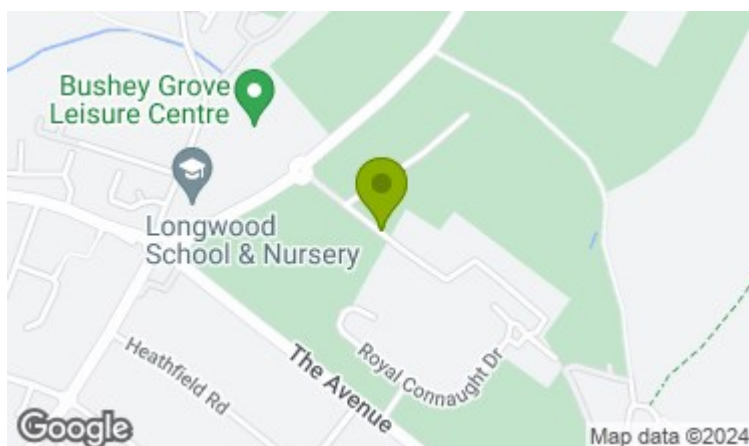 Bushey Grove
Leisure Centre
Longwood
School & Nursery
Heathfield Rd
The Avenue
Royal Connaught Dr
Google
Map data ©2024